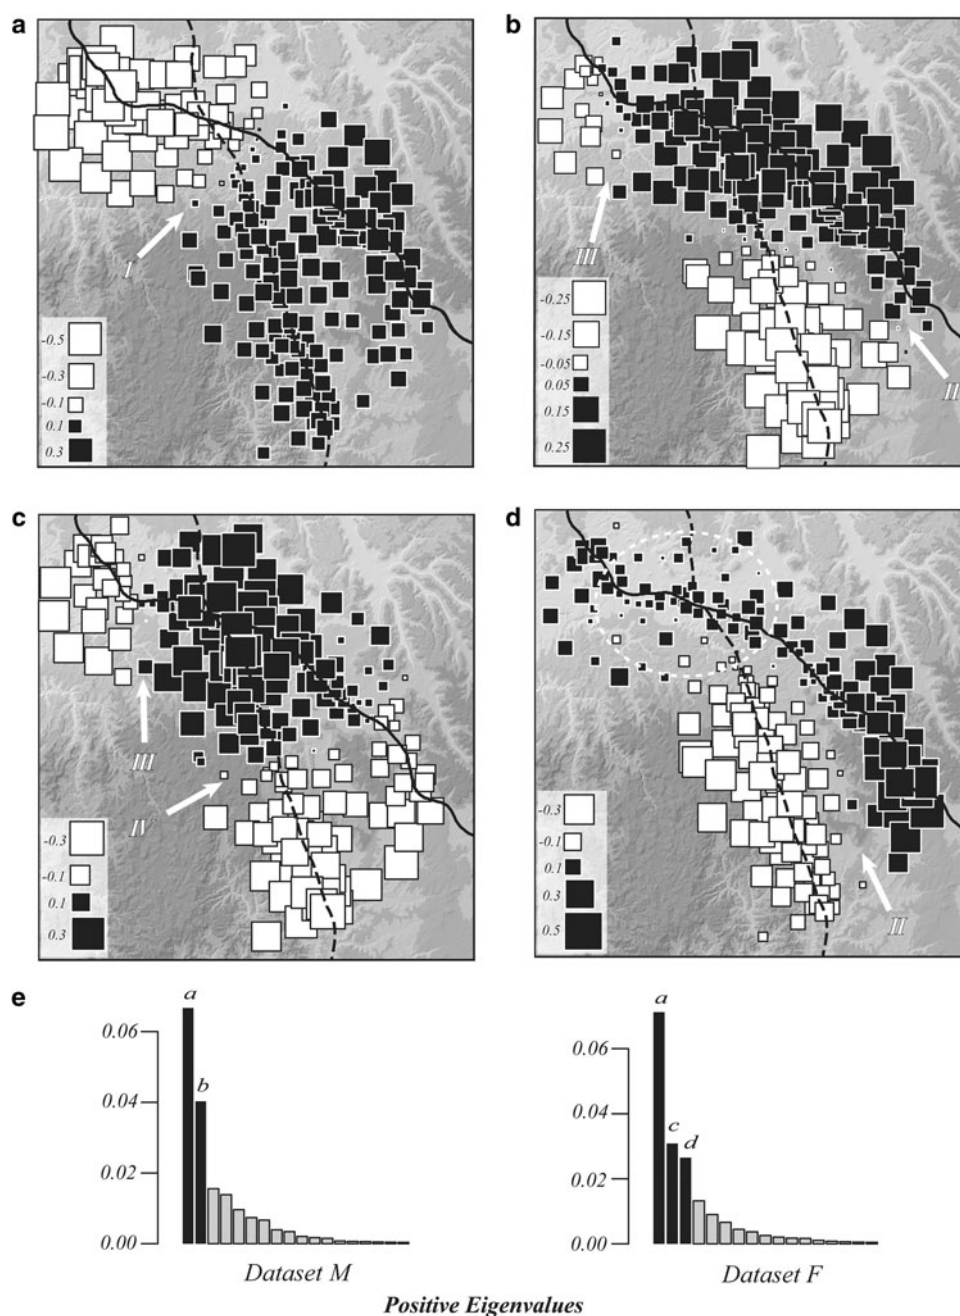 a
I
-0.5
-0.3
-0.1
0.1
0.3
b
III
II
-0.25
-0.15
-0.05
0.05
0.15
0.25
c
III
IV
-0.3
-0.1
0.1
0.3
d
II
-0.3
-0.1
0.1
0.3
0.5
e
a
b
0.06
0.04
0.02
0.00
Dataset M
a
c
d
0.06
0.04
0.02
0.00
Dataset F
Positive Eigenvalues